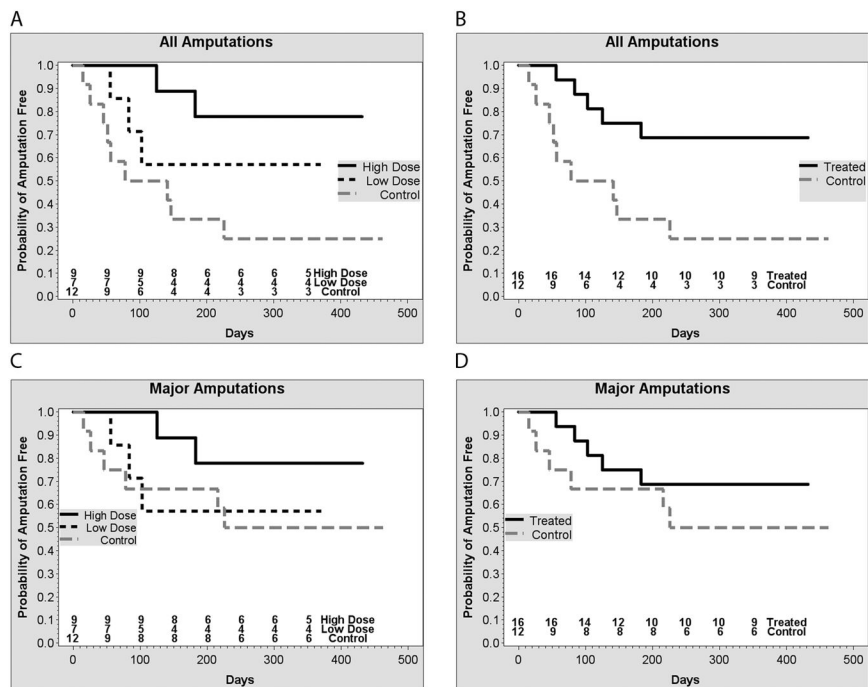 A
All Amputations
Probability of Amputation Free
1.0
0.9
0.8
0.7
0.6
0.5
0.4
0.3
0.2
0.1
0.0
High Dose
Low Dose
Control
9 9 9 8 6 6 6 5 High Dose
7 7 5 4 4 4 4 4 Low Dose
12 9 6 4 4 3 3 3 Control
0 100 200 300 400 500
Days
B
All Amputations
Probability of Amputation Free
1.0
0.9
0.8
0.7
0.6
0.5
0.4
0.3
0.2
0.1
0.0
Treated
Control
16 16 14 12 10 10 10 9 Treated
12 9 6 4 4 3 3 3 Control
0 100 200 300 400 500
Days
C
Major Amputations
Probability of Amputation Free
1.0
0.9
0.8
0.7
0.6
0.5
0.4
0.3
0.2
0.1
0.0
High Dose
Low Dose
Control
9 9 9 8 6 6 6 5 High Dose
7 7 5 4 4 4 4 4 Low Dose
12 9 8 8 8 6 6 6 Control
0 100 200 300 400 500
Days
D
Major Amputations
Probability of Amputation Free
1.0
0.9
0.8
0.7
0.6
0.5
0.4
0.3
0.2
0.1
0.0
Treated
Control
16 16 14 12 10 10 10 9 Treated
12 9 8 8 8 6 6 6 Control
0 100 200 300 400 500
Days